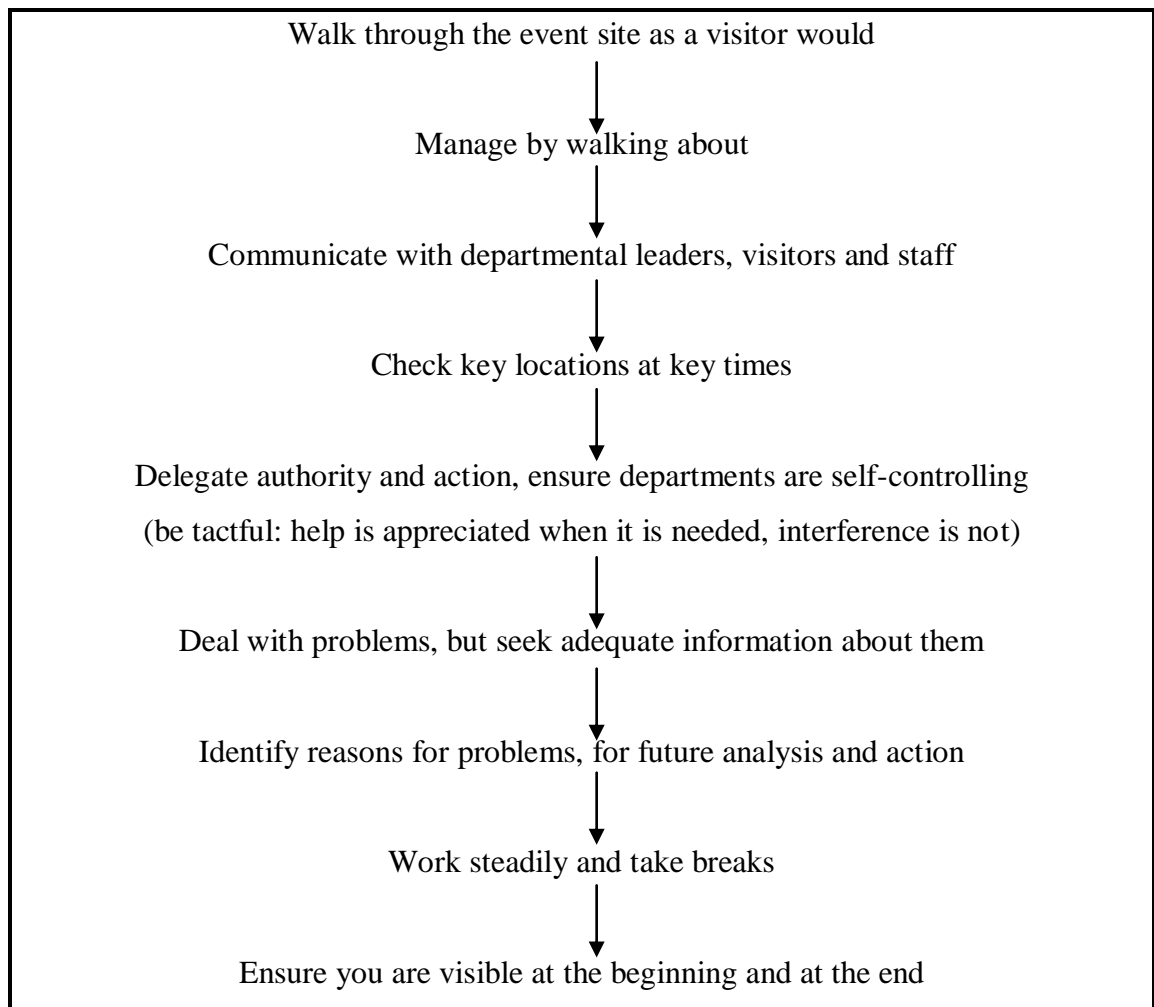 Walk through the event site as a visitor would
Manage by walking about
Communicate with departmental leaders, visitors and staff
Check key locations at key times
Delegate authority and action, ensure departments are self-controlling
(be tactful: help is appreciated when it is needed, interference is not)
Deal with problems, but seek adequate information about them
Identify reasons for problems, for future analysis and action
Work steadily and take breaks
Ensure you are visible at the beginning and at the end